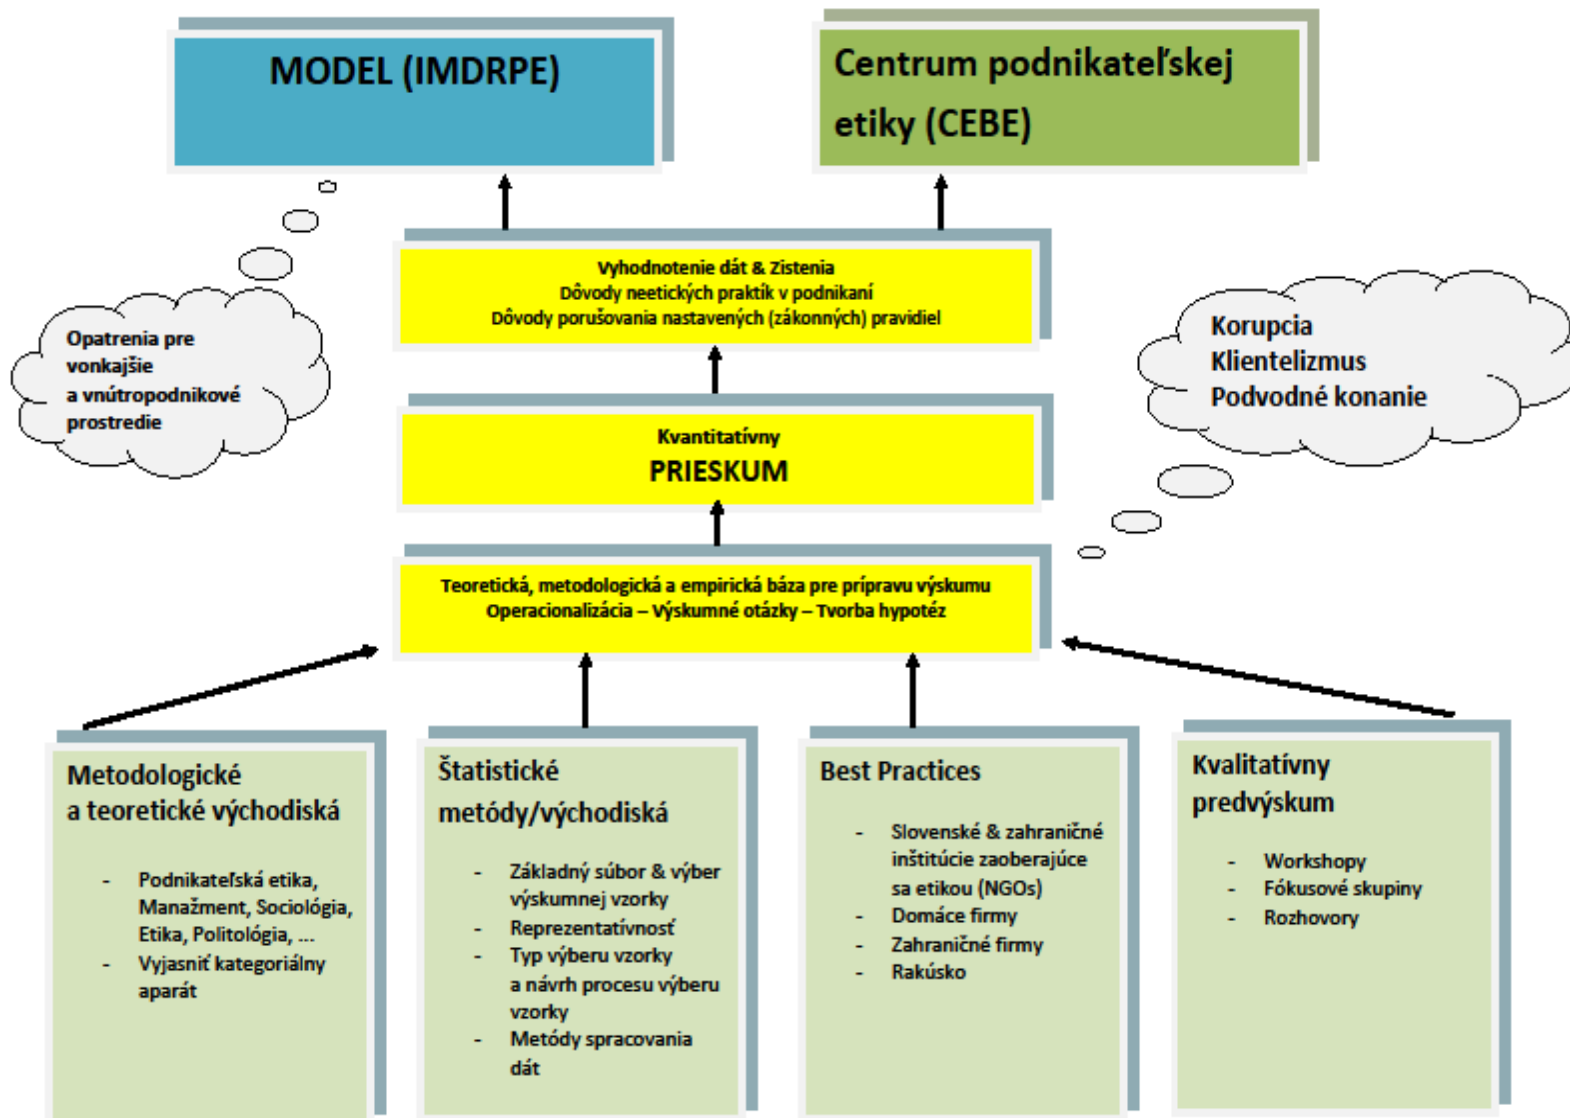 MODEL (IMDRPE)
Centrum podnikateľskej
etiky (CEBE)
Vyhodnotenie dát & Zistenia
Dôvody neetických praktík v podnikaní
Dôvody porušovania nastavených (zákonných) pravidiel
Opatrenia pre
vonkajšie
a vnútropodnikové
prostredie
Korupcia
Klientelizmus
Podvodné konanie
Kvantitatívny
PRIESKUM
Teoretická, metodologická a empirická báza pre prípravu výskumu
Operacionalizácia – Výskumné otázky – Tvorba hypotéz
Metodologické
a teoretické východiská
- Podnikateľská etika,
Manažment, Sociológia,
Etika, Politológia, ...
- Vyjasniť kategoriálny
aparát
Štatistické
metódy/východiská
- Základný súbor & výber
výskumnej vzorky
- Reprezentatívnosť
- Typ výberu vzorky
a návrh procesu výberu
vzorky
- Metódy spracovania
dát
Best Practices
- Slovenské & zahraničné
inštitúcie zaoberajúce
sa etikou (NGOs)
- Domáce firmy
- Zahraničné firmy
- Rakúsko
Kvalitatívny
predvýskum
- Workshopy
- Fókusové skupiny
- Rozhovory